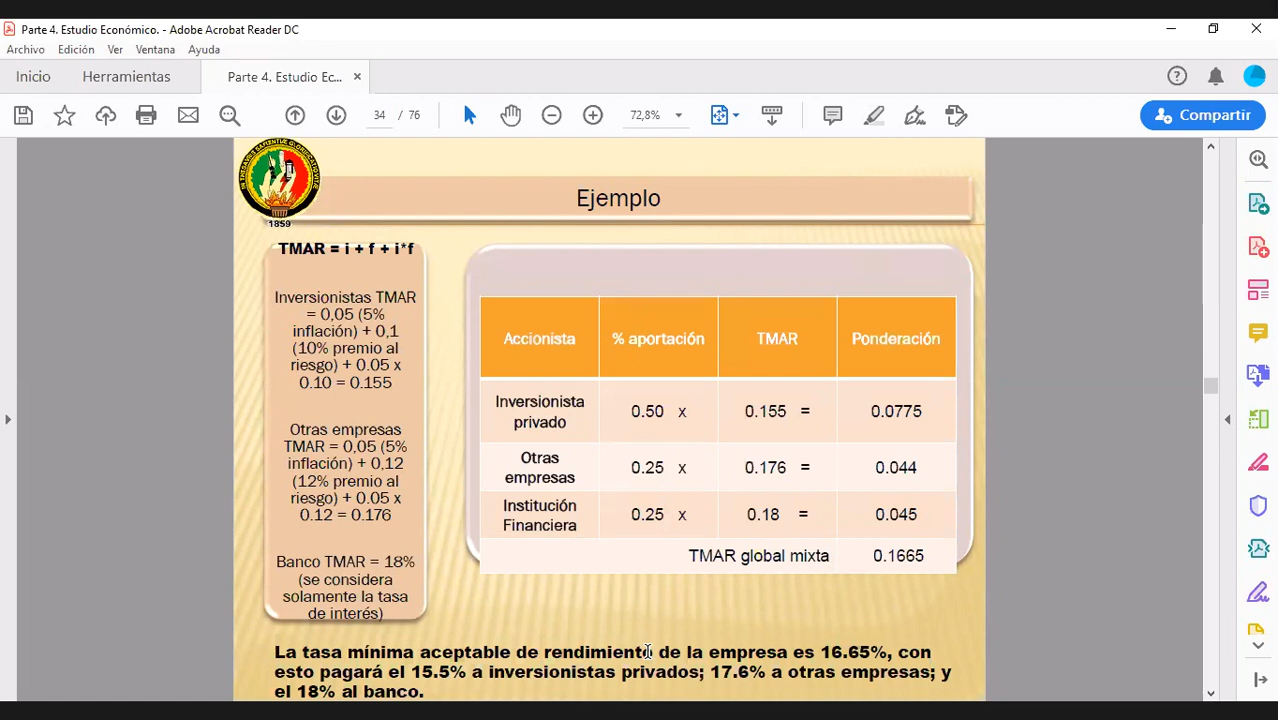 Parte 4. Estudio Económico. - Adobe Acrobat Reader DC
Archivo Edición Ver Ventana Ayuda
Inicio Herramientas Parte 4. Estudio Ec... ×
34 / 76 72,8% Compartir
Ejemplo
1859
TMAR = i + f + i*f
Inversionistas TMAR
= 0,05 (5%
inflación) + 0,1
(10% premio al
riesgo) + 0.05 x
0.10 = 0.155
Otras empresas
TMAR = 0,05 (5%
inflación) + 0.12
(12% premio al
riesgo) + 0.05 x
0.12 = 0.176
Banco TMAR = 18%
(se considera
solamente la tasa
de interés)
Accionista % aportación TMAR Ponderación
Inversionista
privado
0.50 x 0.155 = 0.0775
Otras
empresas
0.25 x 0.176 = 0.044
Institución
Financiera
0.25 x 0.18 = 0.045
TMAR global mixta 0.1665
La tasa mínima aceptable de rendimiento de la empresa es 16.65%, con
esto pagará el 15.5% a inversionistas privados; 17.6% a otras empresas; y
el 18% al banco.